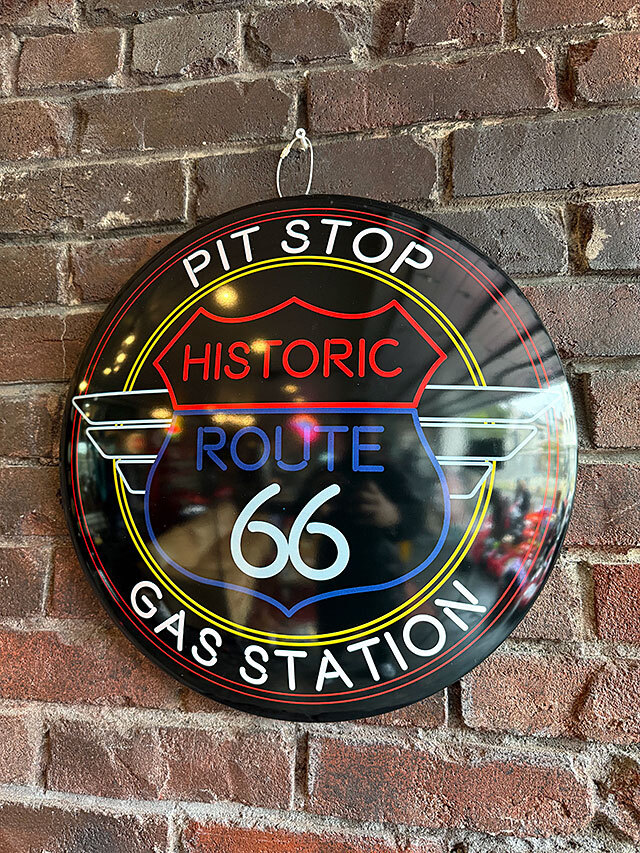 PIT STOP
HISTORIC
ROUTE
66
GAS STATION